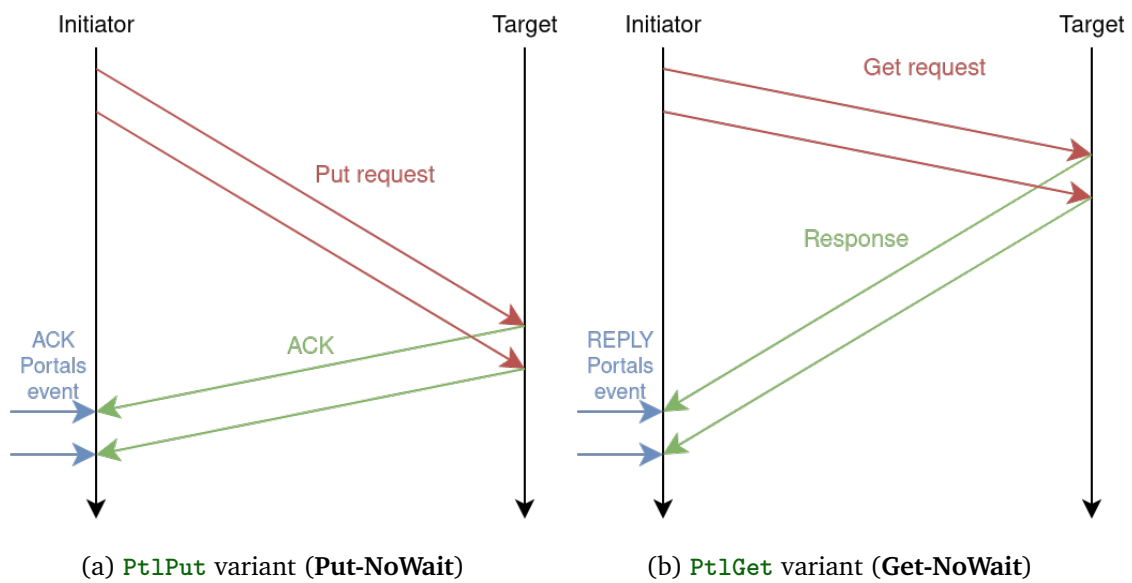 Initiator
Target
Put request
ACK
ACK
Portals
event
(a) PtlPut variant (Put-NoWait)
Initiator
Target
Get request
Response
REPLY
Portals
event
(b) PtlGet variant (Get-NoWait)